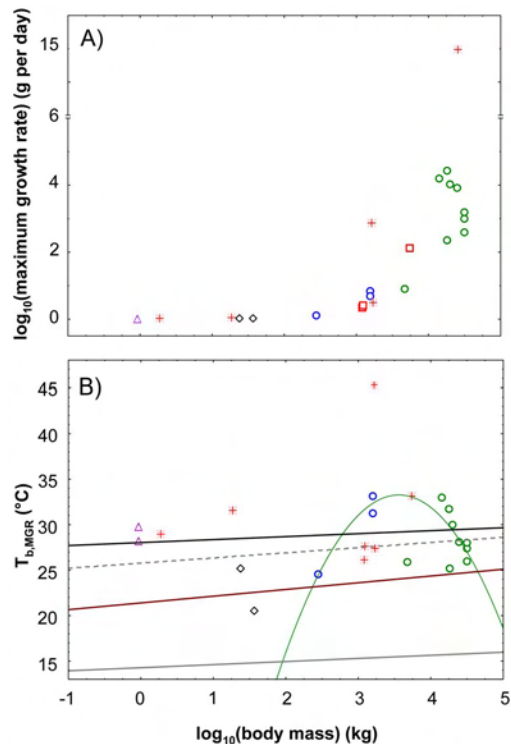 A)
15
6
4
2
0
log10(maximum growth rate) (g per day)
B)
45
40
35
30
25
20
15
Tb,MGR (°C)
-1 0 1 2 3 4 5
log10(body mass) (kg)